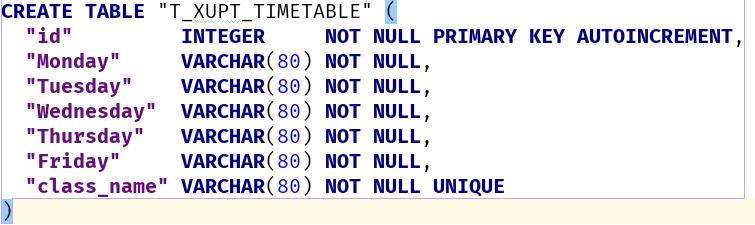 CREATE TABLE "T_XUPT_TIMETABLE" (
"id" INTEGER NOT NULL PRIMARY KEY AUTOINCREMENT,
"Monday" VARCHAR(80) NOT NULL,
"Tuesday" VARCHAR(80) NOT NULL,
"Wednesday" VARCHAR(80) NOT NULL,
"Thursday" VARCHAR(80) NOT NULL,
"Friday" VARCHAR(80) NOT NULL,
"class_name" VARCHAR(80) NOT NULL UNIQUE
)